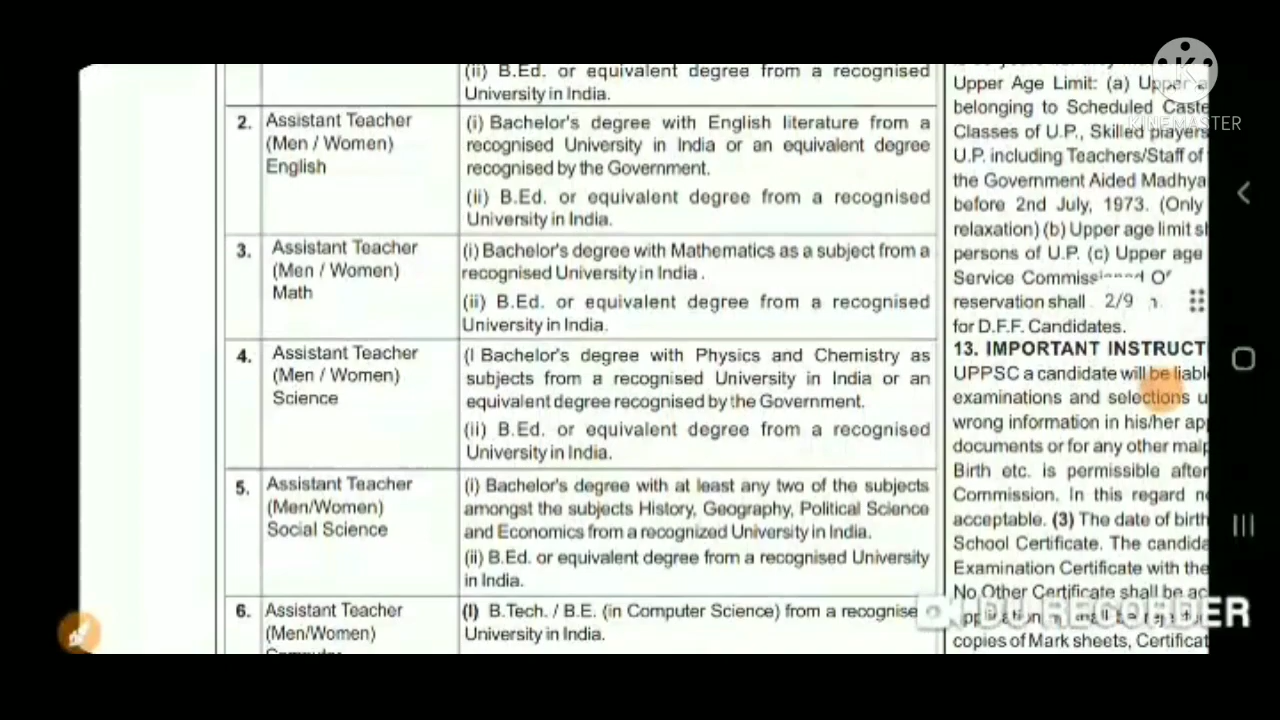 (ii) B.Ed. or equivalent degree from a recognised
University in India.
2.
Assistant Teacher
(Men / Women)
English
(i) Bachelor's degree with English literature from a
recognised University in India or an equivalent degree
recognised by the Government.
(ii) B.Ed. or equivalent degree from a recognised
University in India.
3.
Assistant Teacher
(Men / Women)
Math
(i) Bachelor's degree with Mathematics as a subject from a
recognised University in India .
(ii) B.Ed. or equivalent degree from a recognised
University in India.
4.
Assistant Teacher
(Men / Women)
Science
(I Bachelor's degree with Physics and Chemistry as
subjects from a recognised University in India or an
equivalent degree recognised by the Government.
(ii) B.Ed. or equivalent degree from a recognised
University in India.
5.
Assistant Teacher
(Men/Women)
Social Science
(i) Bachelor's degree with at least any two of the subjects
amongst the subjects History, Geography, Political Science
and Economics from a recognized University in India.
(ii) B.Ed. or equivalent degree from a recognised University
in India.
6.
Assistant Teacher
(Men/Women)
(I) B.Tech. / B.E. (in Computer Science) from a
University in India.
Upper Age Limit: (a) Upper
belonging to Scheduled Caste
Classes of U.P., Skilled players
U.P. including Teachers/Staff of
the Government Aided Madhya
before 2nd July, 1973. (Only
relaxation) (b) Upper age limit
persons of U.P. (c) Upper age
Service
reservation shall
2/9
for D.F.F. Candidates.
13. IMPORTANT INSTRUCT
UPPSC a candidate will be liabl
examinations and selections u
wrong information in his/her app
documents or for any other malp
Birth etc. is permissible after
Commission. In this regard n
acceptable. (3) The date of birth
School Certificate. The candida
Examination Certificate with the
No Other Certificate shall be ac
copies of Mark sheets, Certificat
KINEMASTER
DU RECORDER